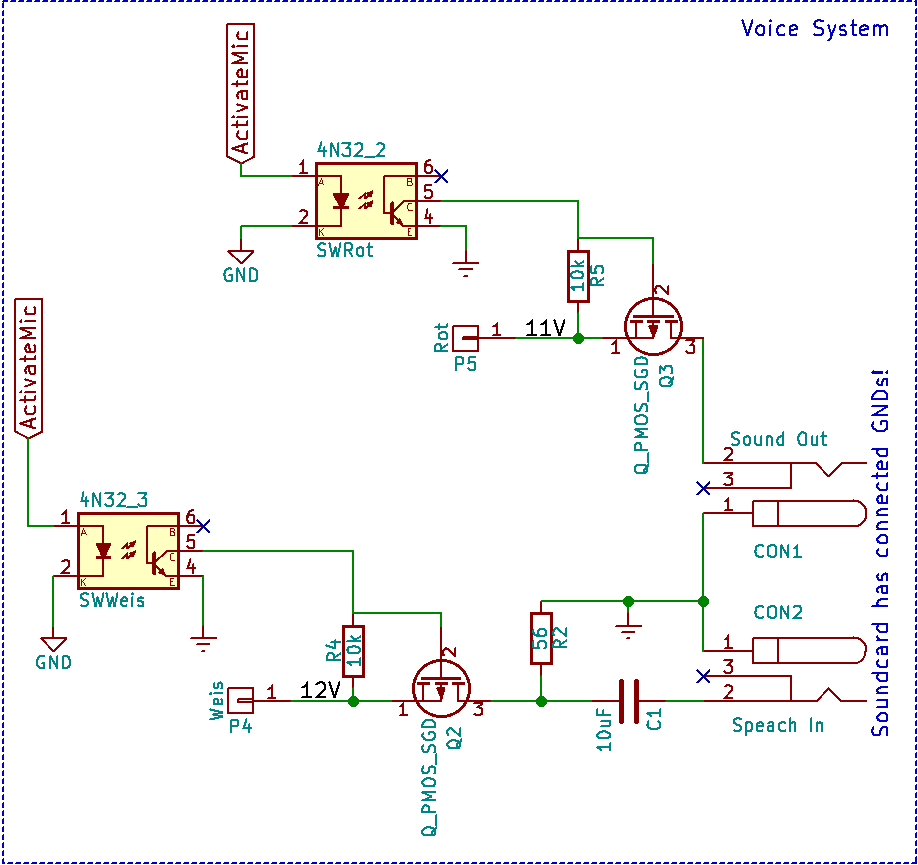 Voice System
ActivateMic
4N32_2
1
A
6
B
5
C
2
K
4
E
SWRot
GND
10k
R5
2
Rot
1
11V
P5
1
3
Q_PMOS_SGD
Q3
ActivateMic
Sound Out
2
3
1
CON1
Soundcard has connected GNDs!
4N32_3
1
A
6
B
5
C
2
K
4
E
SWWeis
GND
R4
10k
2
56
R2
CON2
1
3
2
Speach In
Weis
1
12V
P4
1
3
Q_PMOS_SGD
Q2
10uF
C1